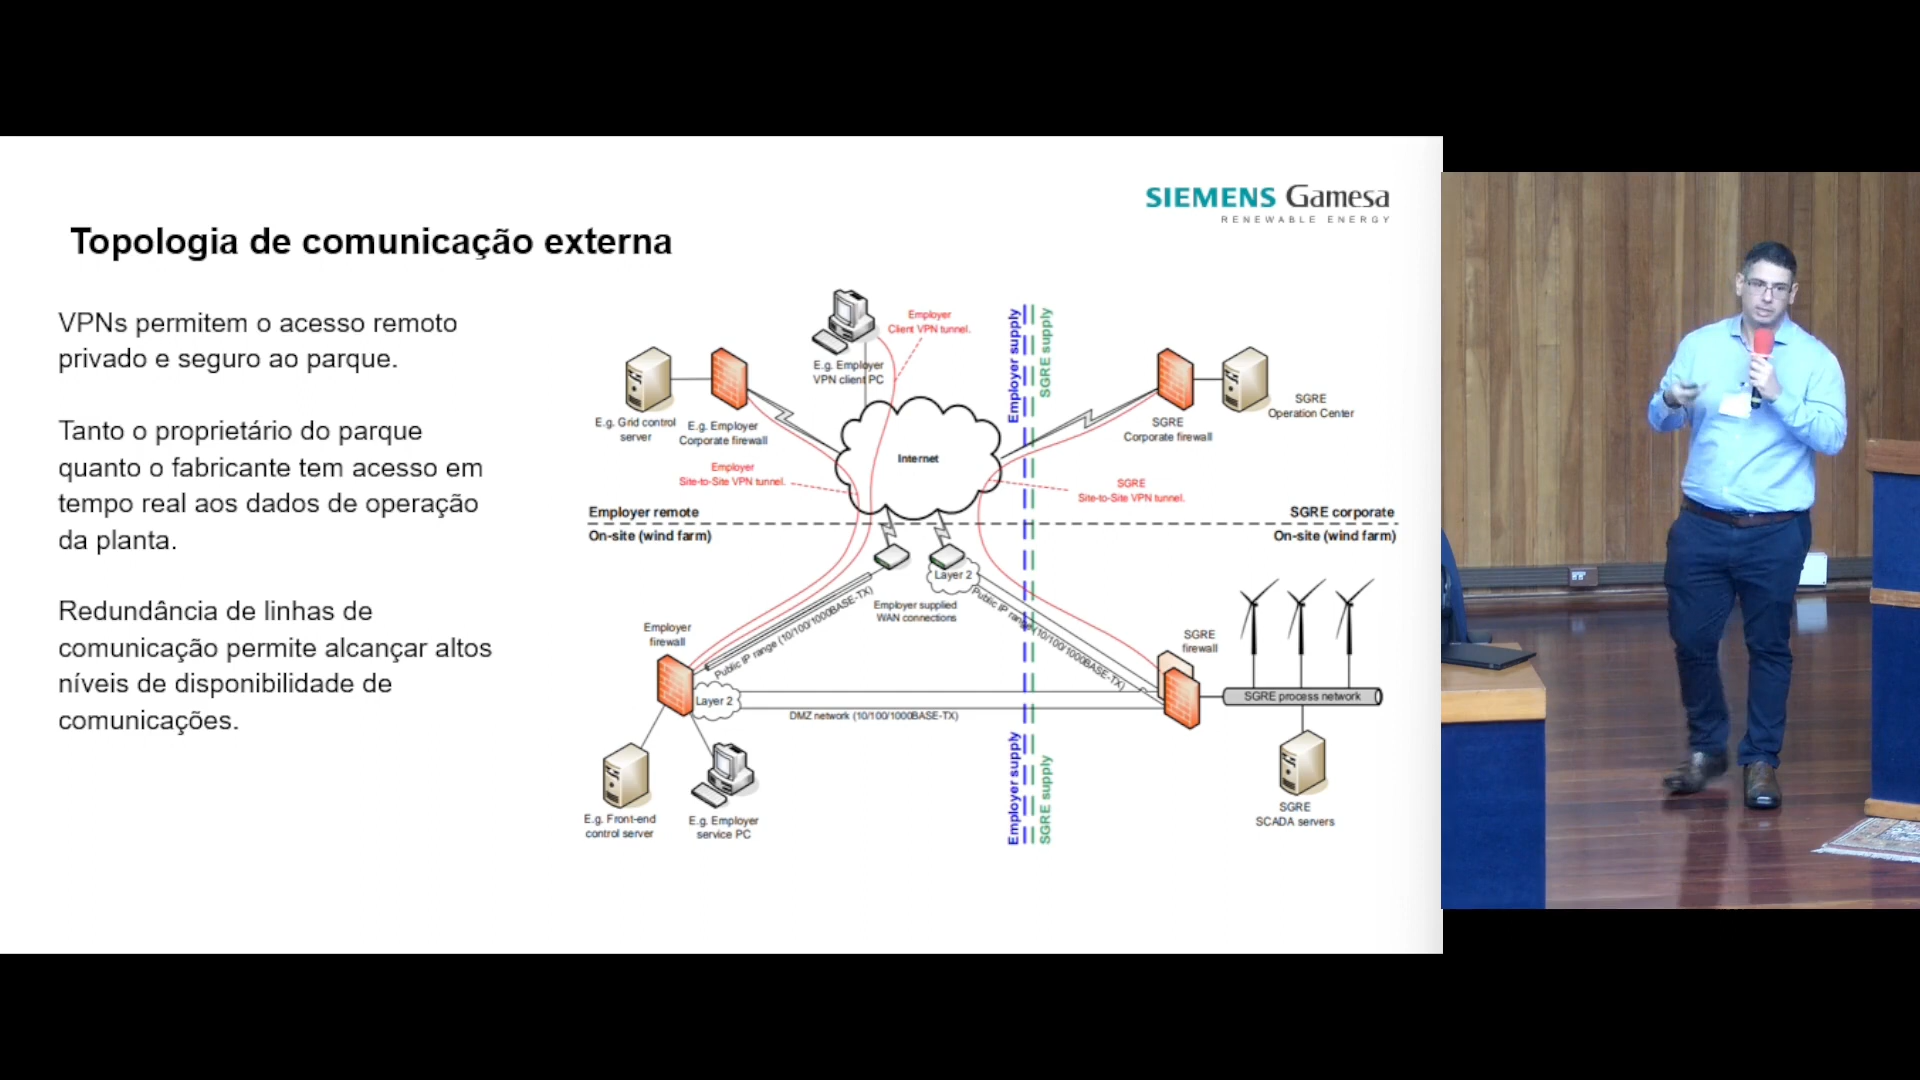 SIEMENS Gamesa
RENEWABLE ENERGY
Topologia de comunicação externa
VPNs permitem o acesso remoto
privado e seguro ao parque.
Tanto o proprietário do parque
quanto o fabricante tem acesso em
tempo real aos dados de operação
da planta.
Redundância de linhas de
comunicação permite alcançar altos
níveis de disponibilidade de
comunicações.
Employer
Client VPN tunnel.
E.g. Employer
VPN client PC
Employer supply
SGRE supply
E.g. Grid control
server
E.g. Employer
Corporate firewall
Internet
SGRE
Corporate firewall
SGRE
Operation Center
Employer
Site-to-Site VPN tunnel.
SGRE
Site-to-Site VPN tunnel.
Employer remote
On-site (wind farm)
SGRE corporate
On-site (wind farm)
Layer 2
Employer supplied
WAN connections
Public IP range (10/100/1000BASE-TX)
Public IP range (10/100/1000BASE-TX)
Employer
firewall
SGRE
firewall
Layer 2
DMZ network (10/100/1000BASE-TX)
SGRE process network
Employer supply
SGRE supply
E.g. Front-end
control server
E.g. Employer
service PC
SGRE
SCADA servers